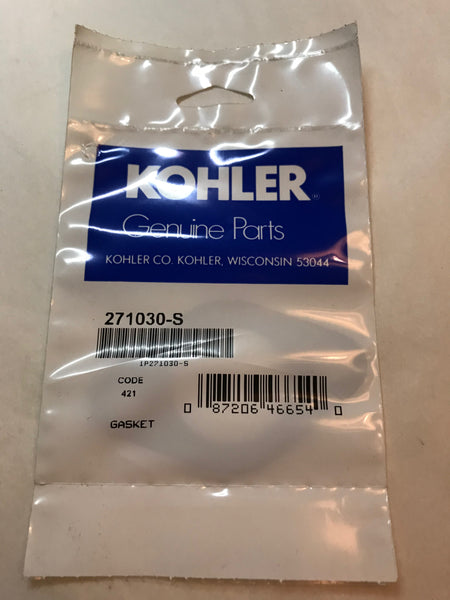 KOHLER®
Genuine Parts
KOHLER CO. KOHLER, WISCONSIN 53044
271030-S
1P271030-S
CODE
421
0 87206 46654 0
GASKET